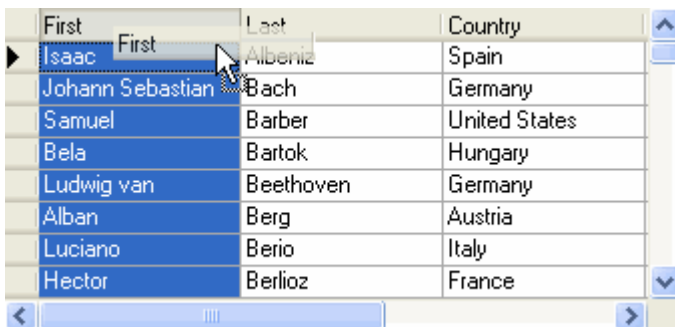 First Last Country
First
Isaac Albeniz Spain
Johann Sebastian Bach Germany
Samuel Barber United States
Bela Bartok Hungary
Ludwig van Beethoven Germany
Alban Berg Austria
Luciano Berio Italy
Hector Berlioz France